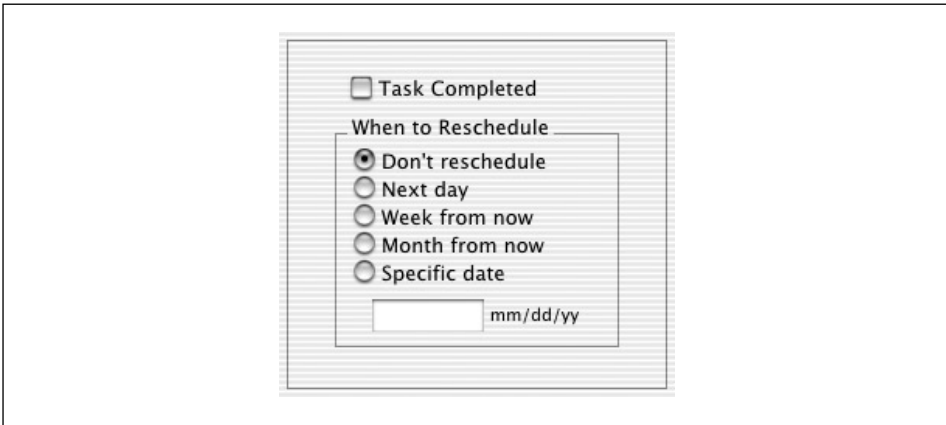 Task Completed
When to Reschedule
Don't reschedule
Next day
Week from now
Month from now
Specific date
mm/dd/yy